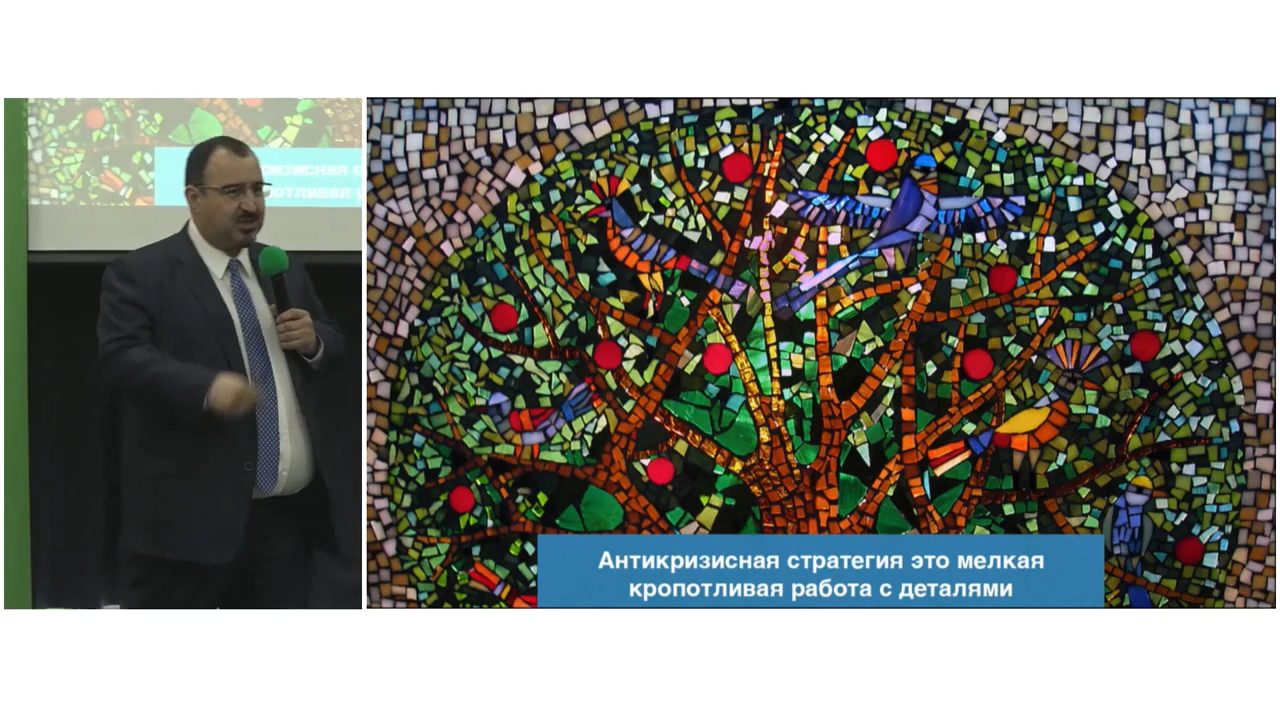 Антикризисная стратегия это мелкая
кропотливая работа с деталями